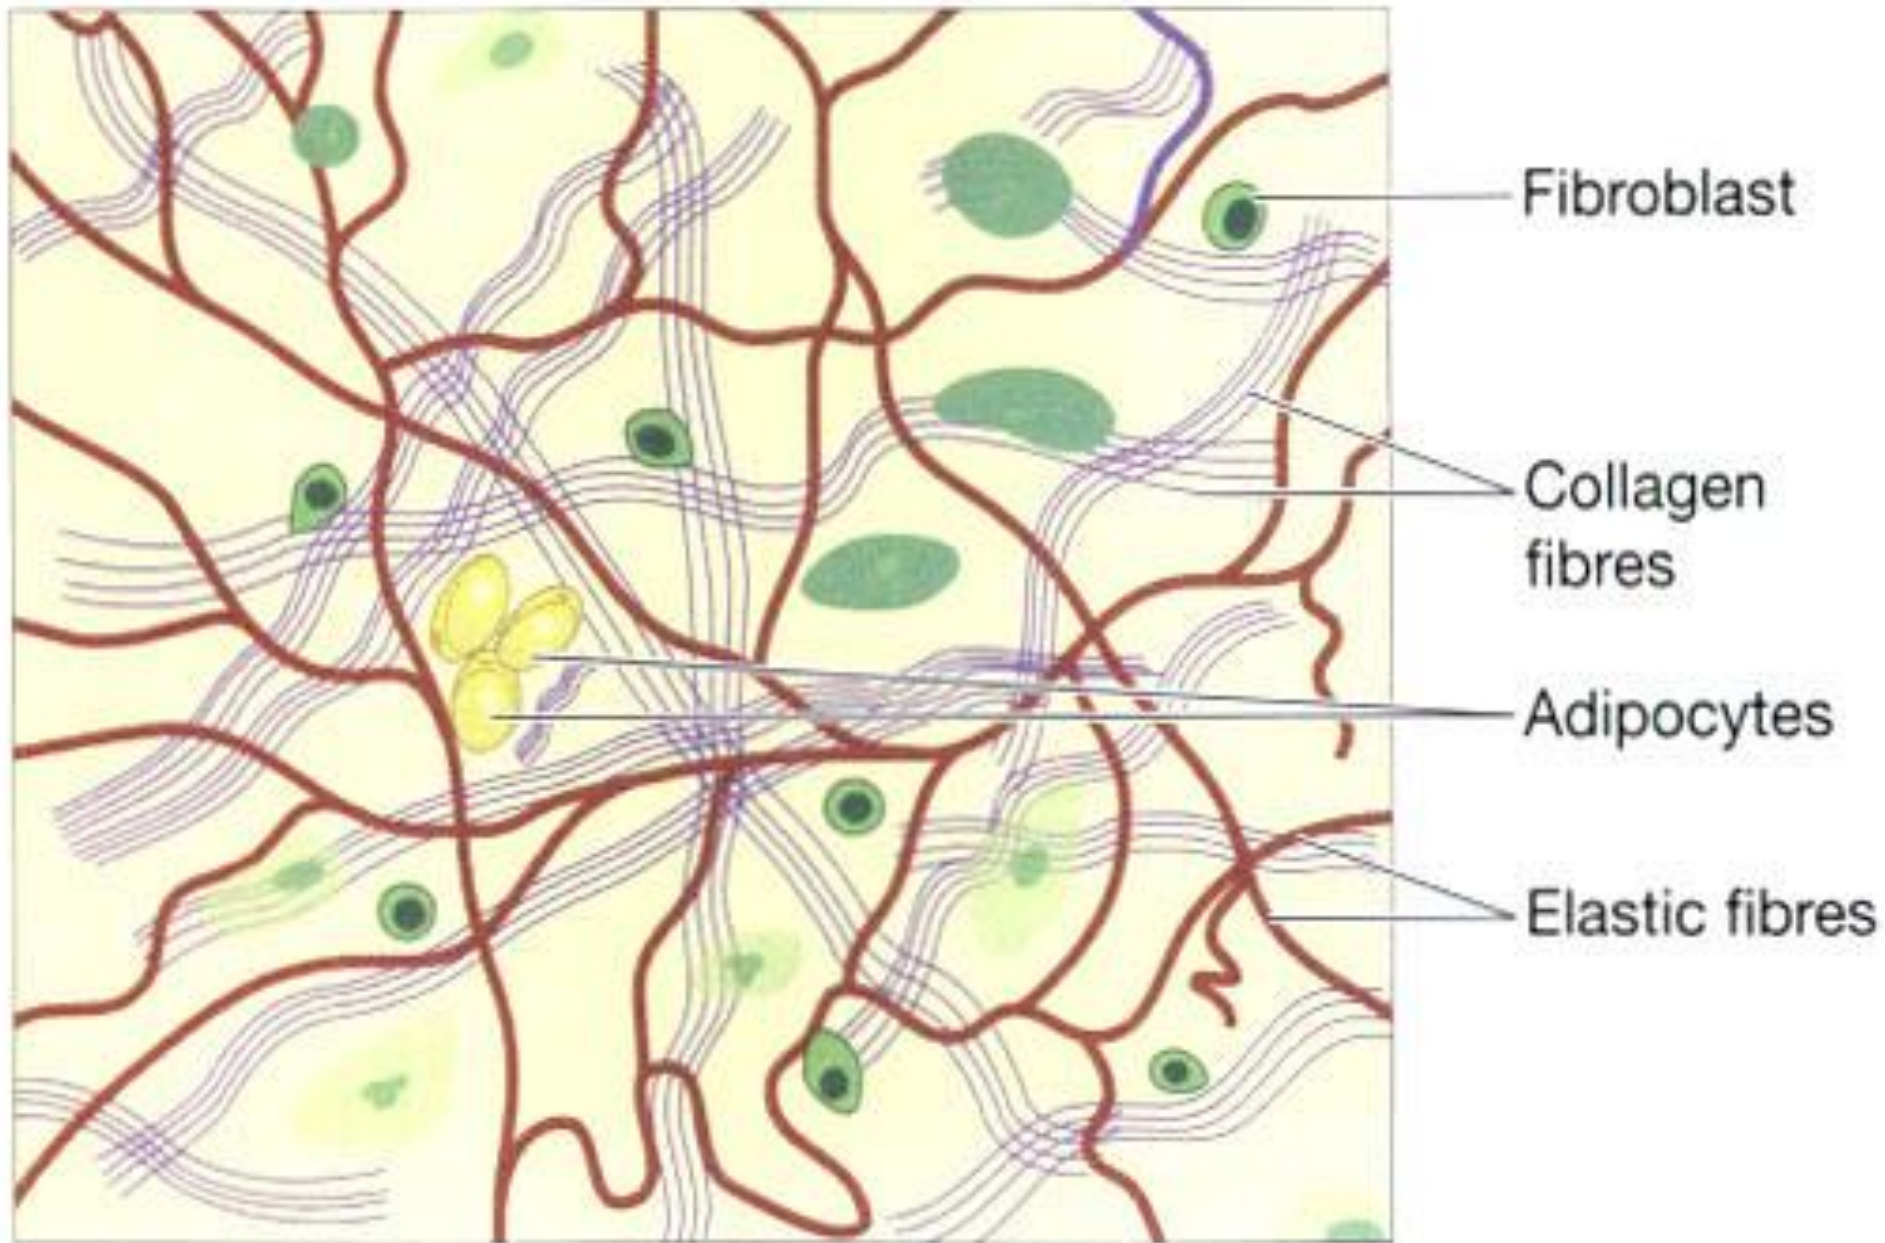 Fibroblast
Collagen
fibres
Adipocytes
Elastic fibres